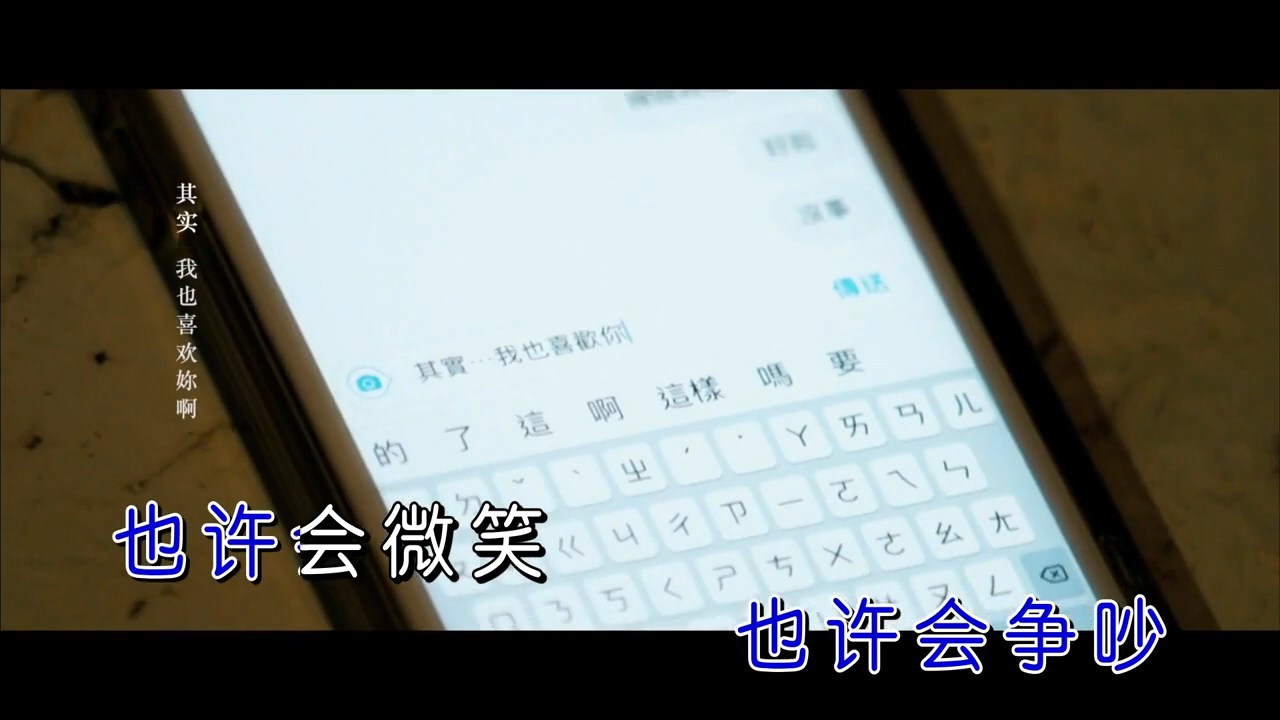 其实 我也喜欢妳啊
沒事
傳送
其實…我也喜歡你
的 了 這 啊 這樣 嗎 要
ㄉ ˇ ˋ ㄓ ˊ ˙ ㄚ ㄞ ㄢ ㄦ
ㄍ ㄐ ㄔ ㄗ ㄧ ㄛ ㄟ ㄣ
ㄎ ㄑ ㄕ ㄘ ㄨ ㄜ ㄠ ㄤ
ㄇ ㄋ ㄎ ㄑ ㄕ ㄘ ㄨ ㄜ ㄠ ㄤ
ㄡ ㄥ
也许会微笑
也许会争吵